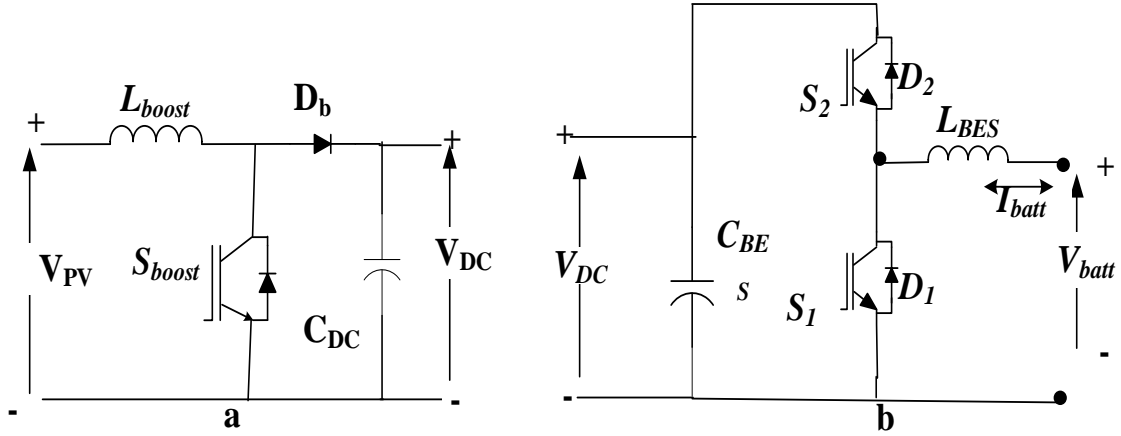 L_boost
D_b
+
+
V_PV
S_boost
V_DC
C_DC
-
-
a
+
V_DC
-
C_BE
S
S_2
D_2
L_BES
I_batt
+
V_batt
-
S_1
D_1
b